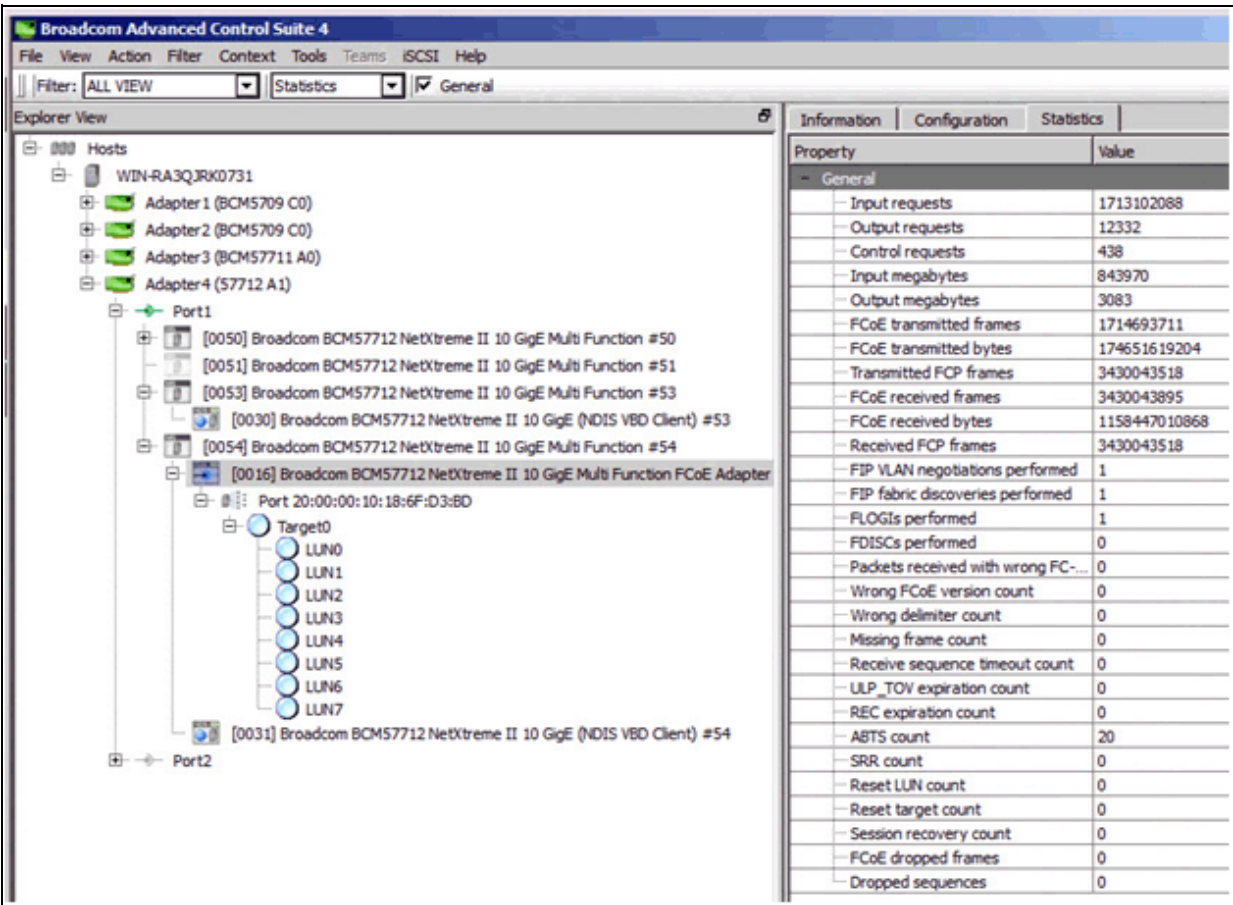 Broadcom Advanced Control Suite 4
File View Action Filter Context Tools Teams iSCSI Help
Filter: ALL VIEW Statistics General
Explorer View
Hosts
WIN-RA3QJRK0731
Adapter1 (BCM5709 C0)
Adapter2 (BCM5709 C0)
Adapter3 (BCM57711 A0)
Adapter4 (57712 A1)
Port1
[0050] Broadcom BCM57712 NetXtreme II 10 GigE Multi Function #50
[0051] Broadcom BCM57712 NetXtreme II 10 GigE Multi Function #51
[0053] Broadcom BCM57712 NetXtreme II 10 GigE Multi Function #53
[0030] Broadcom BCM57712 NetXtreme II 10 GigE (NDIS VBD Client) #53
[0054] Broadcom BCM57712 NetXtreme II 10 GigE Multi Function #54
[0016] Broadcom BCM57712 NetXtreme II 10 GigE Multi Function FCoE Adapter
Port 20:00:00:10:18:6F:D3:BD
Target0
LUN0
LUN1
LUN2
LUN3
LUN4
LUN5
LUN6
LUN7
[0031] Broadcom BCM57712 NetXtreme II 10 GigE (NDIS VBD Client) #54
Port2
Information Configuration Statistics
Property Value
General
Input requests 1713102088
Output requests 12332
Control requests 438
Input megabytes 843970
Output megabytes 3083
FCoE transmitted frames 1714693711
FCoE transmitted bytes 174651619204
Transmitted FCP frames 3430043518
FCoE received frames 3430043895
FCoE received bytes 1158447010868
Received FCP frames 3430043518
FIP VLAN negotiations performed 1
FIP fabric discoveries performed 1
FLOGIs performed 1
FDISCs performed 0
Packets received with wrong FC-... 0
Wrong FCoE version count 0
Wrong delimiter count 0
Missing frame count 0
Receive sequence timeout count 0
ULP_TOV expiration count 0
REC expiration count 0
ABTS count 20
SRR count 0
Reset LUN count 0
Reset target count 0
Session recovery count 0
FCoE dropped frames 0
Dropped sequences 0